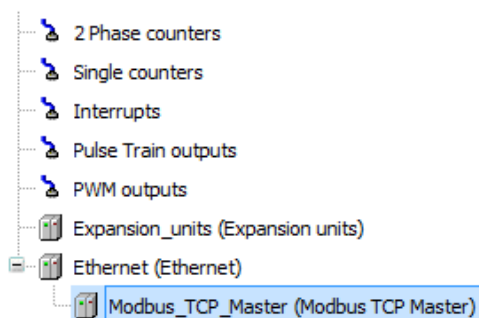 2 Phase counters
Single counters
Interrupts
Pulse Train outputs
PWM outputs
Expansion_units (Expansion units)
Ethernet (Ethernet)
Modbus_TCP_Master (Modbus TCP Master)